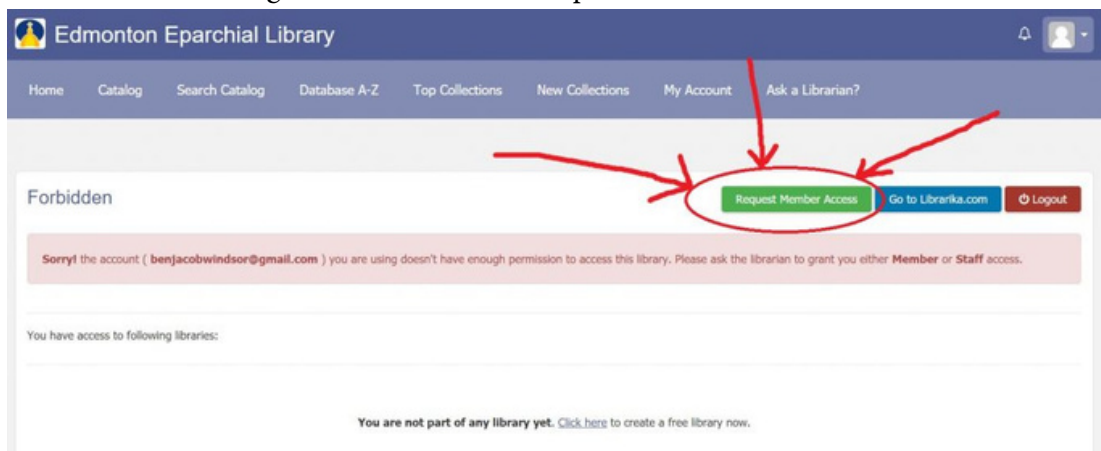 Edmonton Eparchial Library
Home Catalog Search Catalog Database A-Z Top Collections New Collections My Account Ask a Librarian?
Forbidden
Request Member Access Go to Librarika.com Logout
Sorry! the account ( benjacobwindsor@gmail.com ) you are using doesn't have enough permission to access this library. Please ask the librarian to grant you either Member or Staff access.
You have access to following libraries:
You are not part of any library yet. Click here to create a free library now.